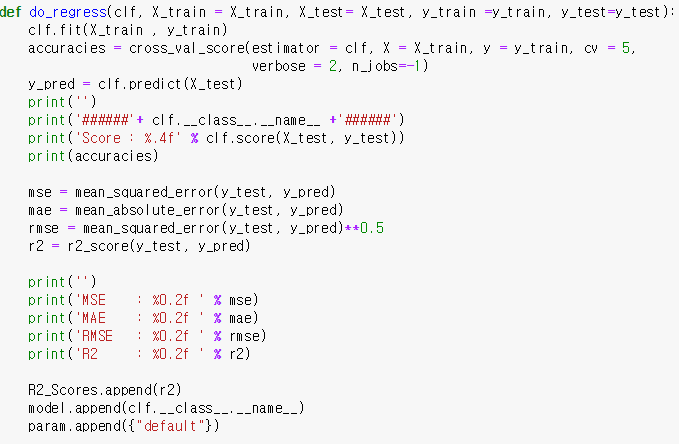 def do_regress(clf, X_train = X_train, X_test= X_test, y_train =y_train, y_test=y_test):
    clf.fit(X_train , y_train)
    accuracies = cross_val_score(estimator = clf, X = X_train, y = y_train, cv = 5,
                                 verbose = 2, n_jobs=-1)
    y_pred = clf.predict(X_test)
    print('')
    print('######'+ clf.__class__.__name__ +'######')
    print('Score : %.4f' % clf.score(X_test, y_test))
    print(accuracies)

    mse = mean_squared_error(y_test, y_pred)
    mae = mean_absolute_error(y_test, y_pred)
    rmse = mean_squared_error(y_test, y_pred)**0.5
    r2 = r2_score(y_test, y_pred)

    print('')
    print('MSE    : %0.2f ' % mse)
    print('MAE    : %0.2f ' % mae)
    print('RMSE   : %0.2f ' % rmse)
    print('R2     : %0.2f ' % r2)

    R2_Scores.append(r2)
    model.append(clf.__class__.__name__)
    param.append({"default"})